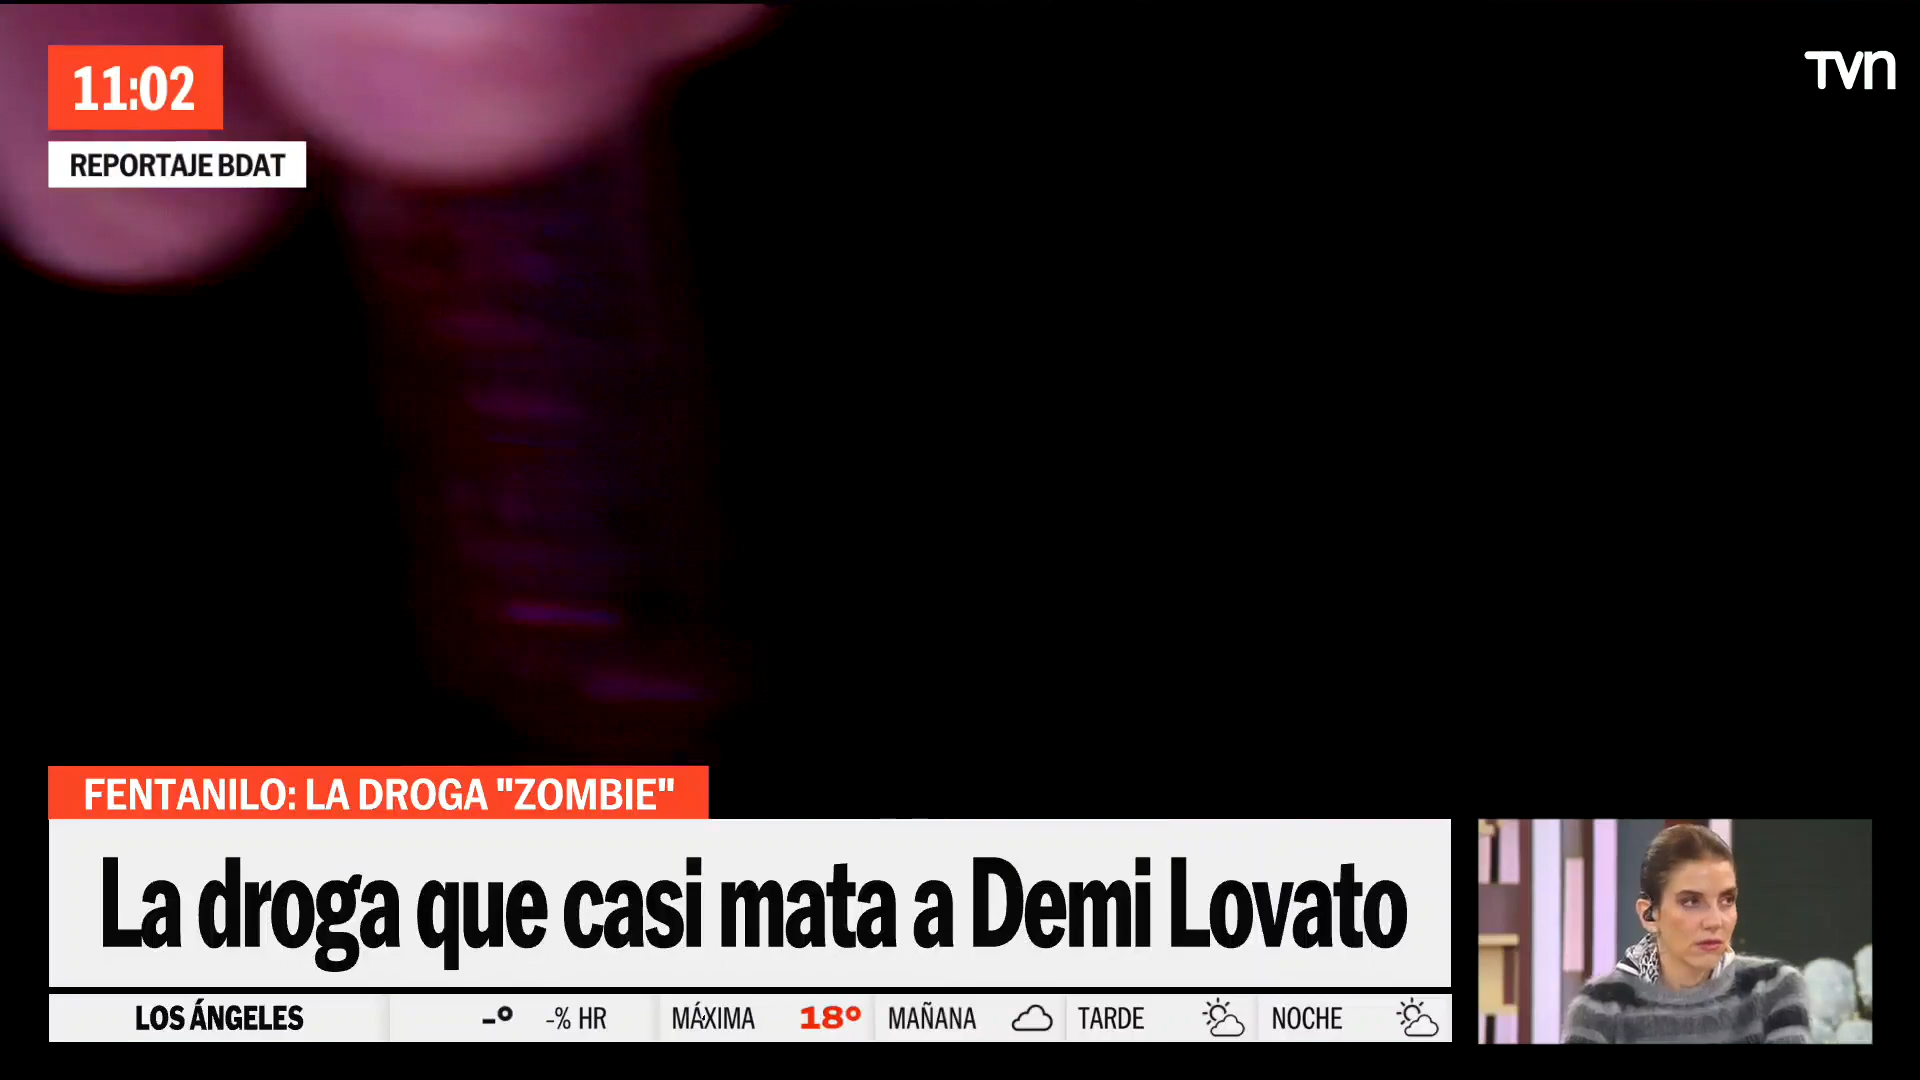 11:02
TVN
REPORTAJE BDAT
FENTANILO: LA DROGA "ZOMBIE"
La droga que casi mata a Demi Lovato
LOS ÁNGELES -° -% HR MÁXIMA 18° MAÑANA TARDE NOCHE